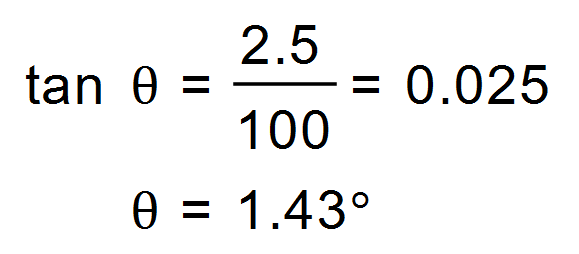 tan θ = 2.5/100 = 0.025
θ = 1.43°